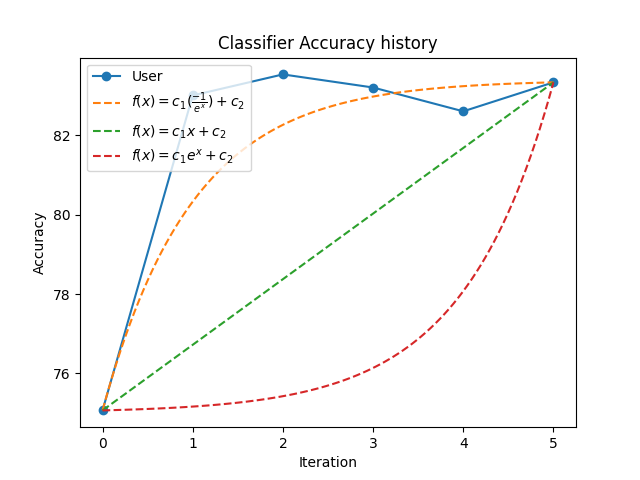 Classifier Accuracy history
User
f(x) = c₁(−1/eˣ) + c₂
f(x) = c₁x + c₂
f(x) = c₁eˣ + c₂
82
80
78
76
Accuracy
0 1 2 3 4 5
Iteration